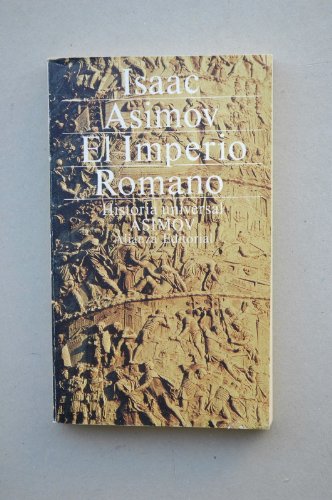 Isaac
Asimov
El Imperio
Romano
Historia universal
ASIMOV
Alianza Editorial